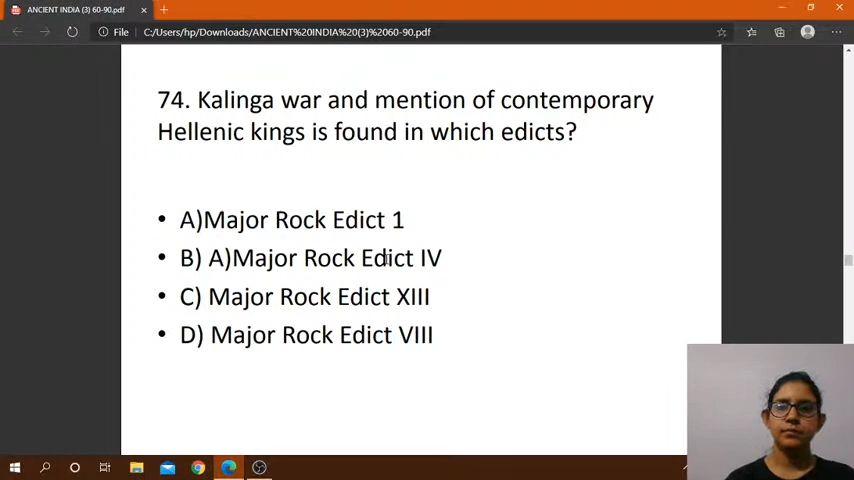 ANCIENT INDIA (3) 60-90.pdf
File C:/Users/hp/Downloads/ANCIENT%20INDIA%20(3)%2060-90.pdf
74. Kalinga war and mention of contemporary
Hellenic kings is found in which edicts?
• A)Major Rock Edict 1
• B) A)Major Rock Edict IV
• C) Major Rock Edict XIII
• D) Major Rock Edict VIII